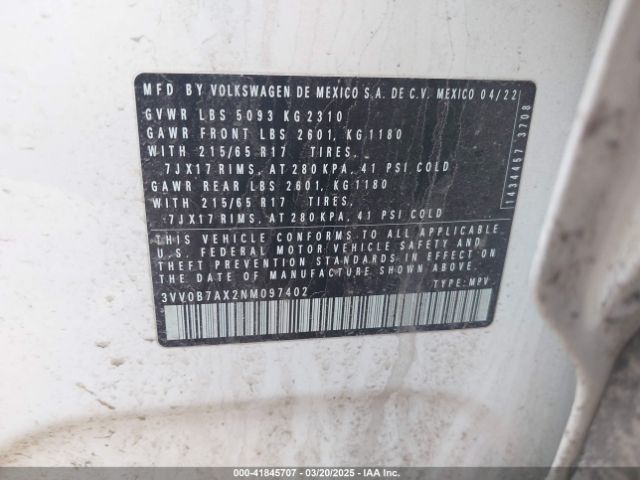 MFD BY VOLKSWAGEN DE MEXICO S.A. DE C.V. MEXICO 04/22
GVWR LBS 5093 KG 2310
GAWR FRONT LBS 2601, KG 1180
WITH 215/65 R17 TIRES,
7JX17 RIMS, AT 280 KPA, 41 PSI COLD
GAWR REAR LBS 2601, KG 1180
WITH 215/65 R17 TIRES,
7JX17 RIMS, AT 280 KPA, 41 PSI COLD
THIS VEHICLE CONFORMS TO ALL APPLICABLE
U.S. FEDERAL MOTOR VEHICLE SAFETY AND
THEFT PREVENTION STANDARDS IN EFFECT ON
THE DATE OF MANUFACTURE SHOWN ABOVE.
3VV0B7AX2NM097402 TYPE: MPV
1434457 3708
000-41845707 - 03/20/2025 - IAA Inc.